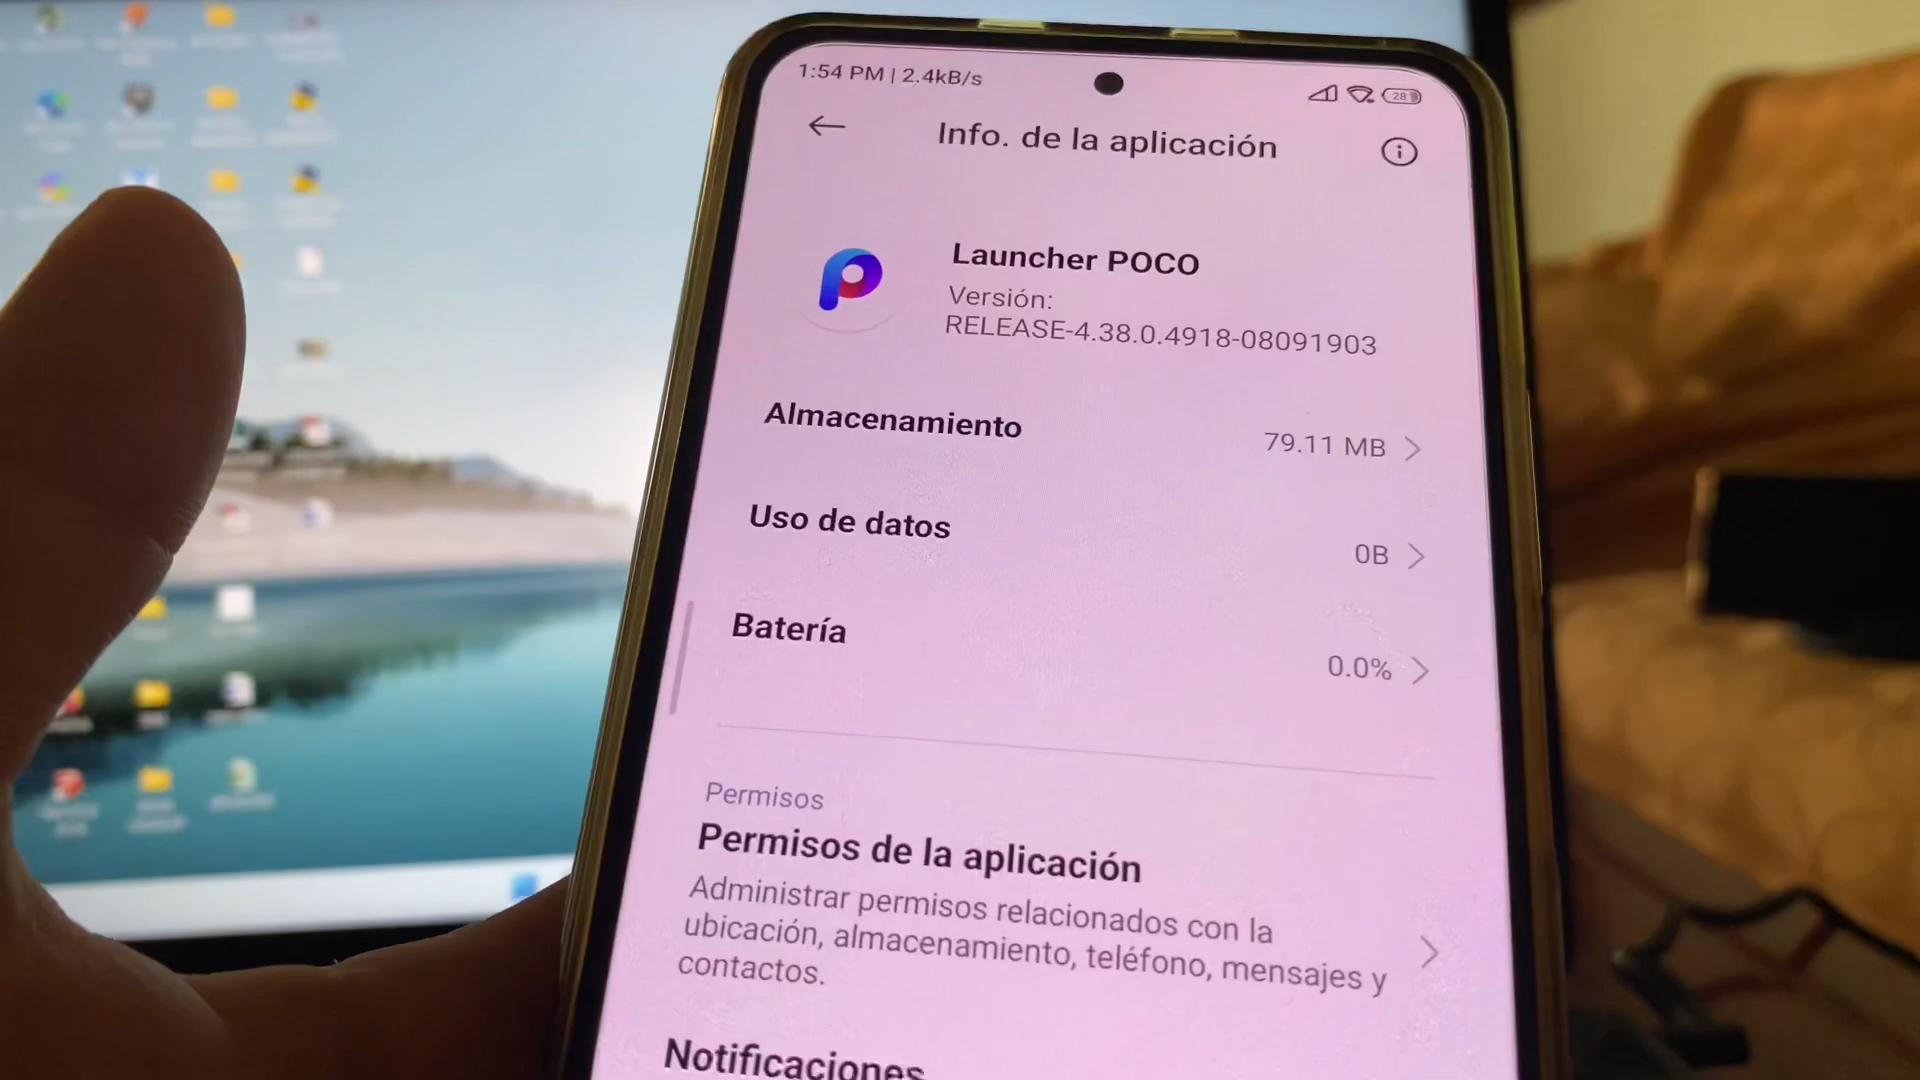 1:54 PM | 2.4kB/s
28
Info. de la aplicación
Launcher POCO
Versión:
RELEASE-4.38.0.4918-08091903
Almacenamiento
79.11 MB
Uso de datos
0B
Batería
0.0%
Permisos
Permisos de la aplicación
Administrar permisos relacionados con la
ubicación, almacenamiento, teléfono, mensajes y
contactos.
Notificaciones